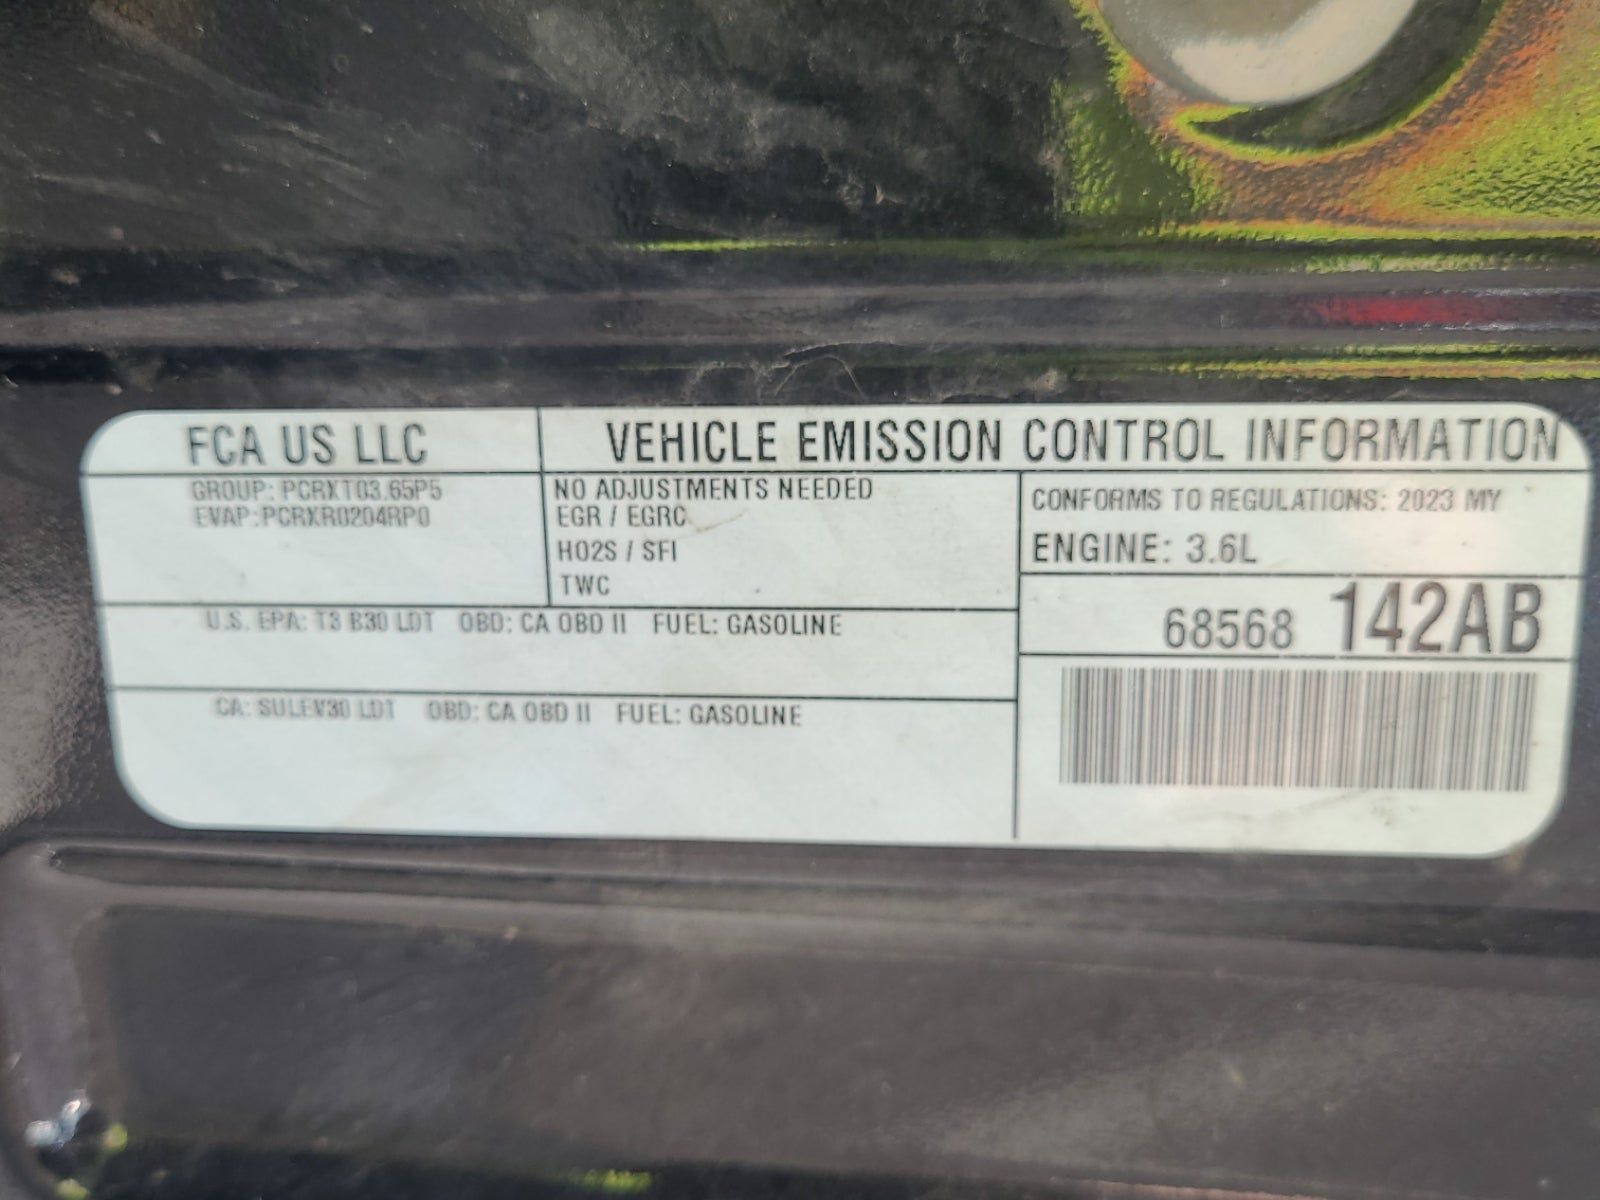 FCA US LLC
VEHICLE EMISSION CONTROL INFORMATION
GROUP: PCRXT03.65P5
EVAP:PCRXR0204RP0
NO ADJUSTMENTS NEEDED
EGR / EGRC
HO2S / SFI
TWC
CONFORMS TO REGULATIONS: 2023 MY
ENGINE: 3.6L
68568 142AB
U.S. EPA: T3 B30 LDT OBD: CA OBD II FUEL: GASOLINE
CA: SULEV30 LDT OBD: CA OBD II FUEL: GASOLINE